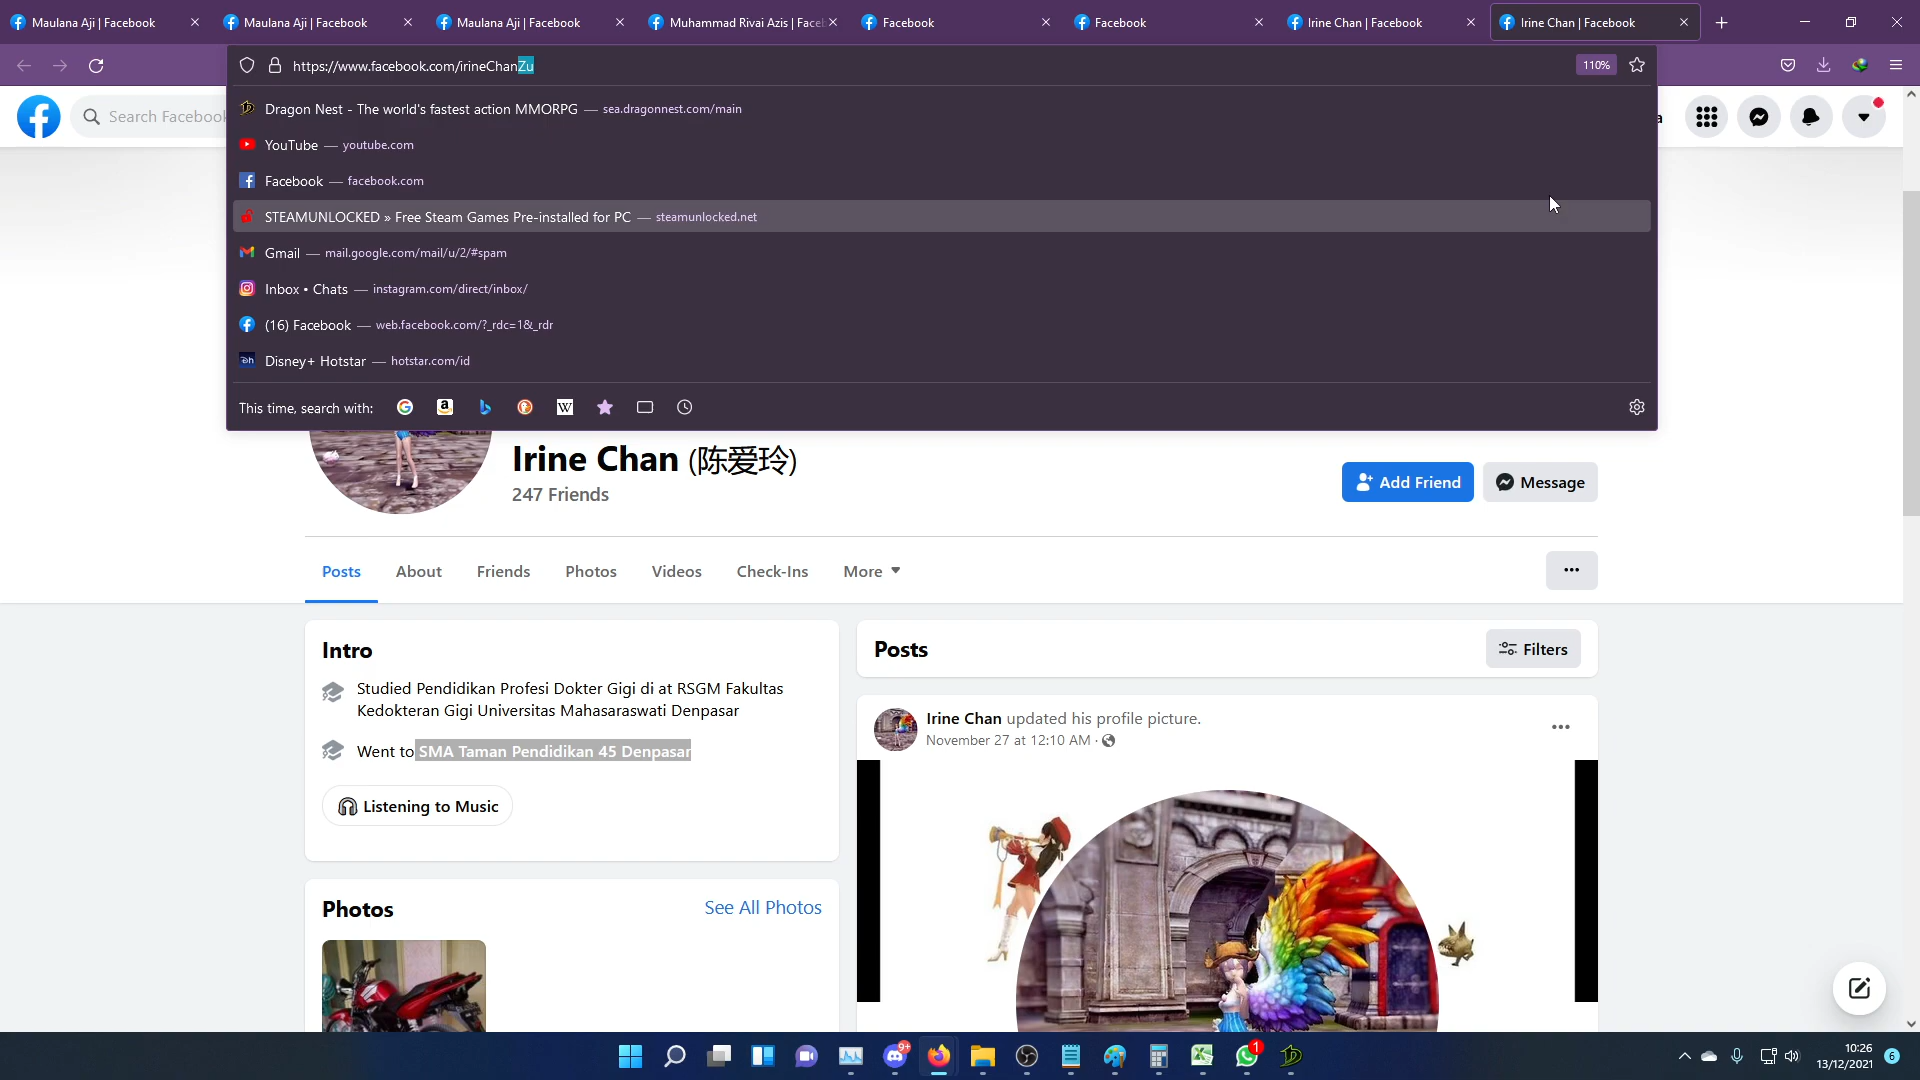 Maulana Aji | Facebook
Maulana Aji | Facebook
Maulana Aji | Facebook
Muhammad Rivai Azis | Facel
Facebook
Facebook
Irine Chan | Facebook
Irine Chan | Facebook
https://www.facebook.com/irineChanZu
110%
Dragon Nest - The world's fastest action MMORPG — sea.dragonnest.com/main
Search Facebook
YouTube — youtube.com
Facebook — facebook.com
STEAMUNLOCKED » Free Steam Games Pre-installed for PC — steamunlocked.net
Gmail — mail.google.com/mail/u/2/#spam
Inbox • Chats — instagram.com/direct/inbox/
(16) Facebook — web.facebook.com/?_rdc=1&_rdr
Disney+ Hotstar — hotstar.com/id
This time, search with:
Irine Chan (陈爱玲)
247 Friends
Add Friend
Message
Posts
About
Friends
Photos
Videos
Check-Ins
More
Intro
Studied Pendidikan Profesi Dokter Gigi di at RSGM Fakultas
Kedokteran Gigi Universitas Mahasaraswati Denpasar
Went to SMA Taman Pendidikan 45 Denpasar
Listening to Music
Photos
See All Photos
Posts
Filters
Irine Chan updated his profile picture.
November 27 at 12:10 AM ·
9+
1
10:26
13/12/2021
6